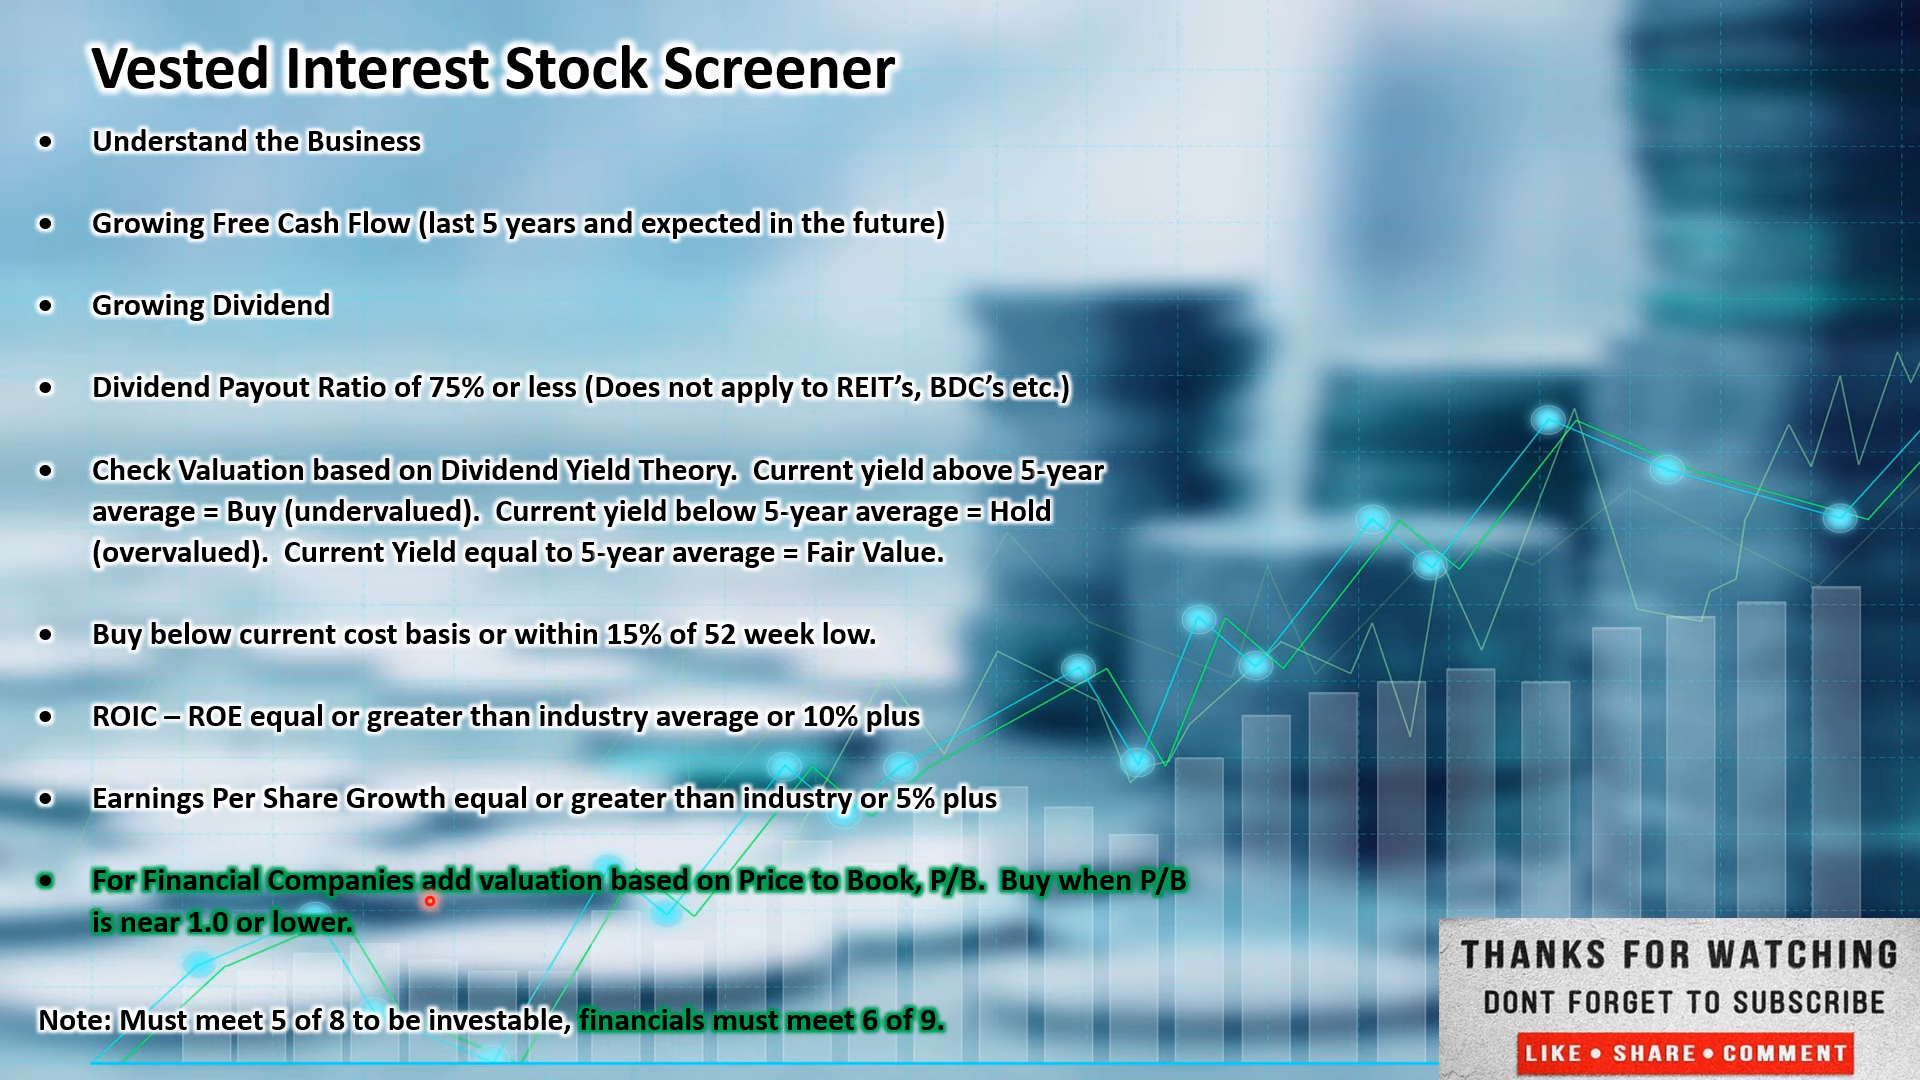 Vested Interest Stock Screener
• Understand the Business
• Growing Free Cash Flow (last 5 years and expected in the future)
• Growing Dividend
• Dividend Payout Ratio of 75% or less (Does not apply to REIT’s, BDC’s etc.)
• Check Valuation based on Dividend Yield Theory.  Current yield above 5-year
average = Buy (undervalued).  Current yield below 5-year average = Hold
(overvalued).  Current Yield equal to 5-year average = Fair Value.
• Buy below current cost basis or within 15% of 52 week low.
• ROIC – ROE equal or greater than industry average or 10% plus
• Earnings Per Share Growth equal or greater than industry or 5% plus
• For Financial Companies add valuation based on Price to Book, P/B.  Buy when P/B
is near 1.0 or lower.
Note: Must meet 5 of 8 to be investable, financials must meet 6 of 9.
THANKS FOR WATCHING
DONT FORGET TO SUBSCRIBE
LIKE • SHARE • COMMENT